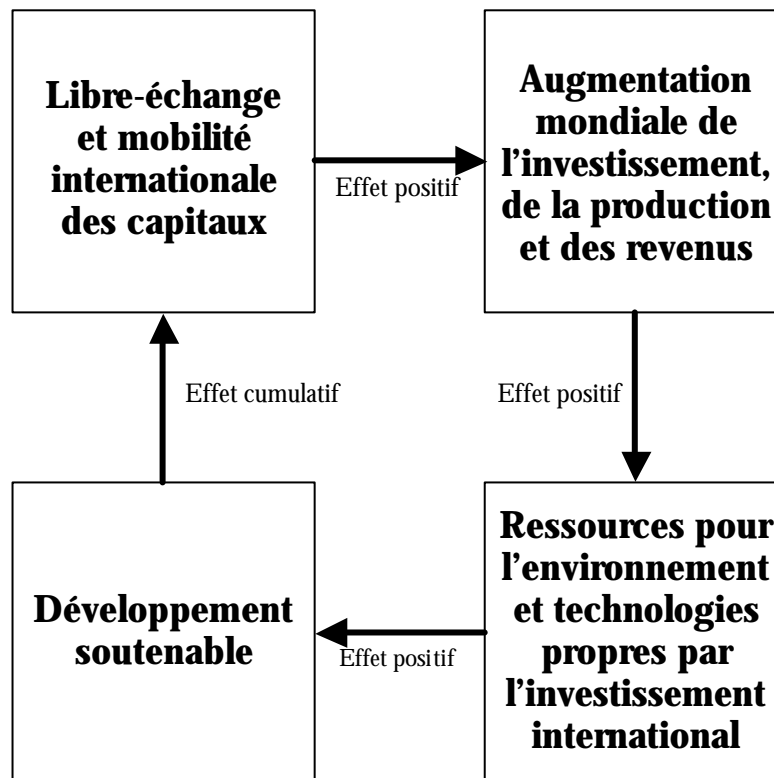 Libre-échange
et mobilité
internationale
des capitaux
Effet positif
Augmentation
mondiale de
l’investissement,
de la production
et des revenus
Effet positif
Ressources pour
l’environnement
et technologies
propres par
l’investissement
international
Effet positif
Développement
soutenable
Effet cumulatif